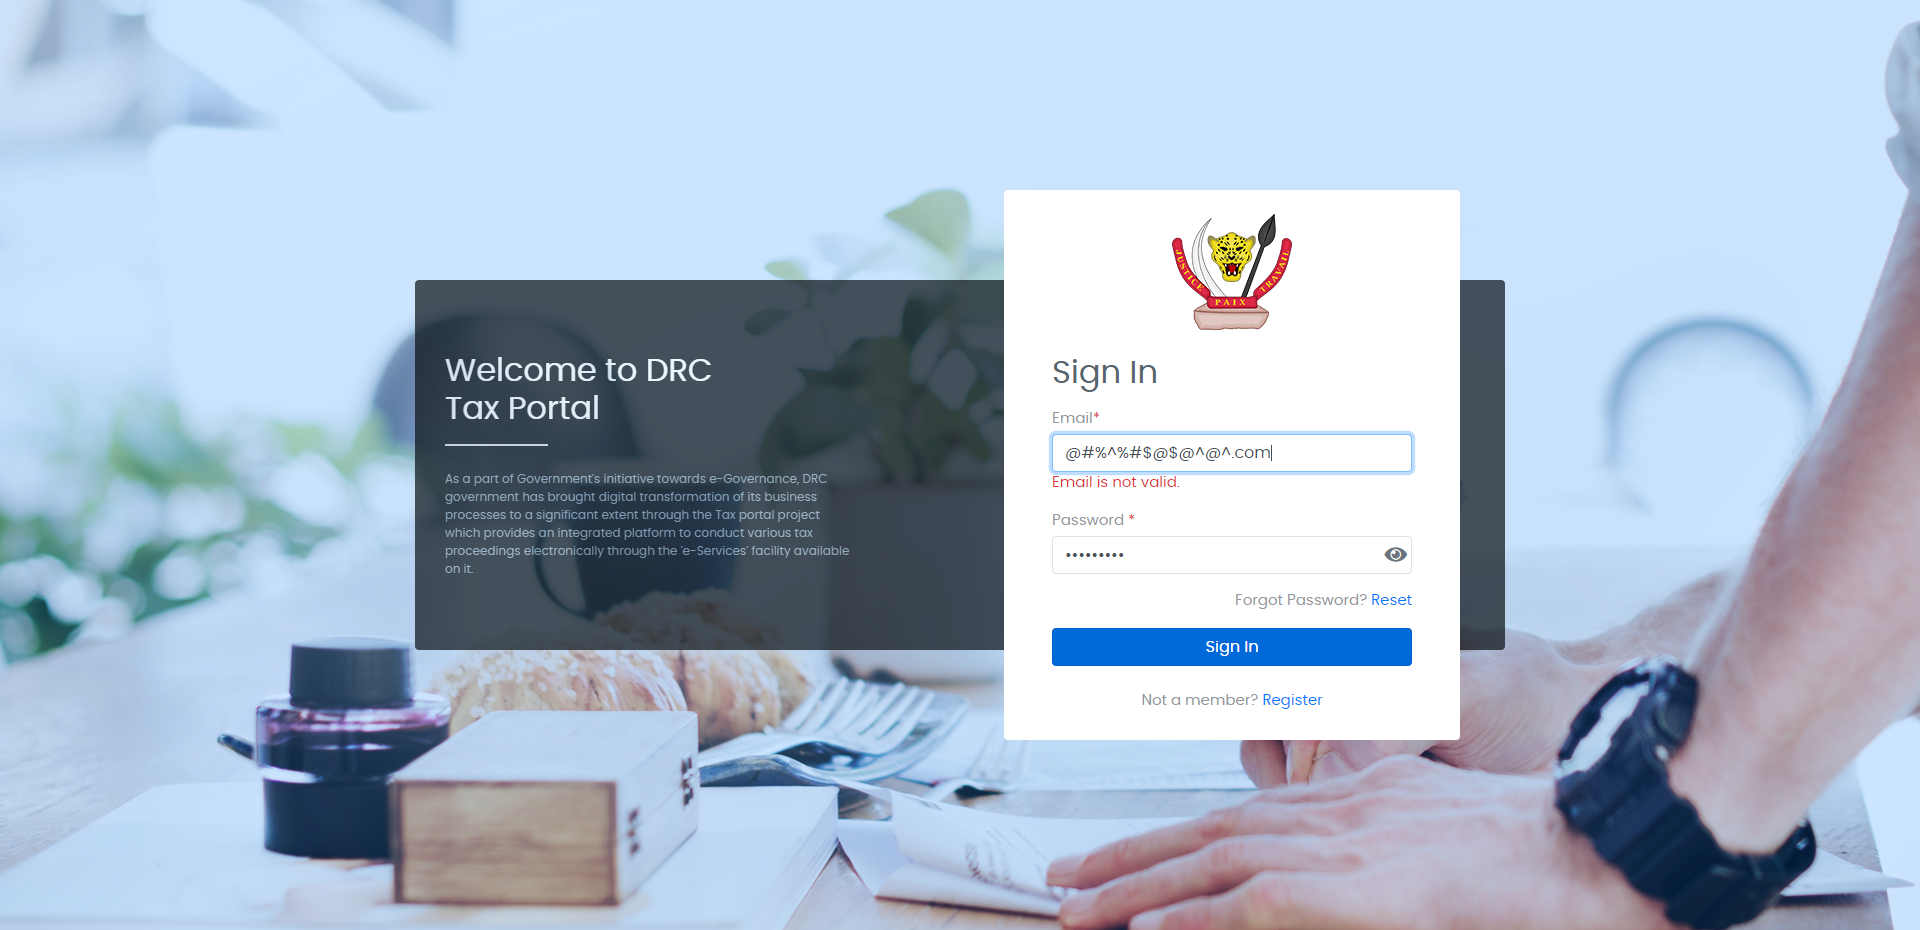 JUSTICE PAIX TRAVAIL
Welcome to DRC
Tax Portal
As a part of Government's initiative towards e-Governance, DRC
government has brought digital transformation of its business
processes to a significant extent through the Tax portal project
which provides an integrated platform to conduct various tax
proceedings electronically through the 'e-Services' facility available
on it.
Sign In
Email*
@#%^%#$@$@^@^.com
Email is not valid.
Password *
•••••••••
Forgot Password? Reset
Sign In
Not a member? Register